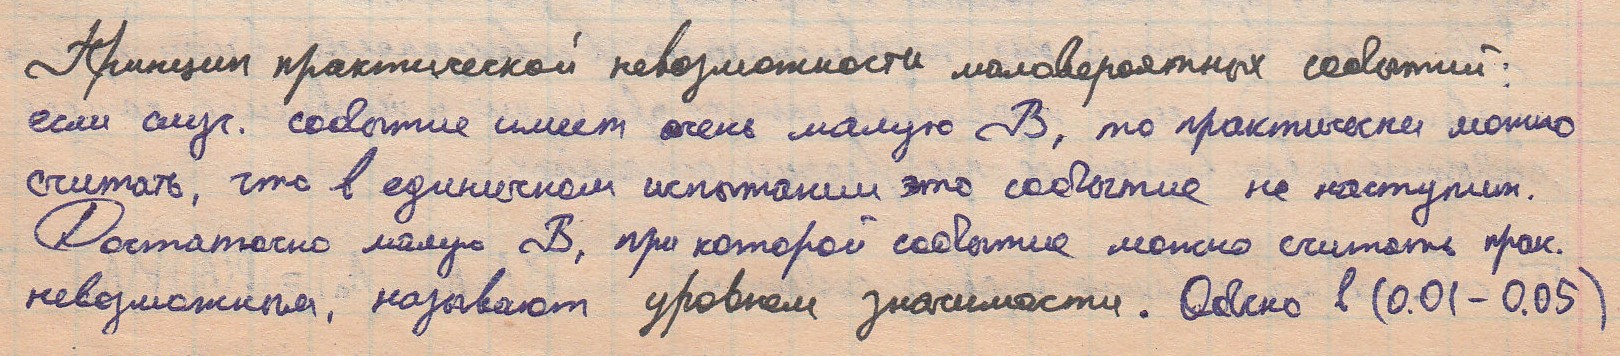 Принцип практической невозможности маловероятных событий:
если случ. событие имеет очень малую В, то практически можно
считать, что в единичном испытании это событие не наступит.
Достаточно малую В, при которой событие можно считать прак.
невозможным, называют уровнем значимости. Обычно в (0.01 - 0.05)